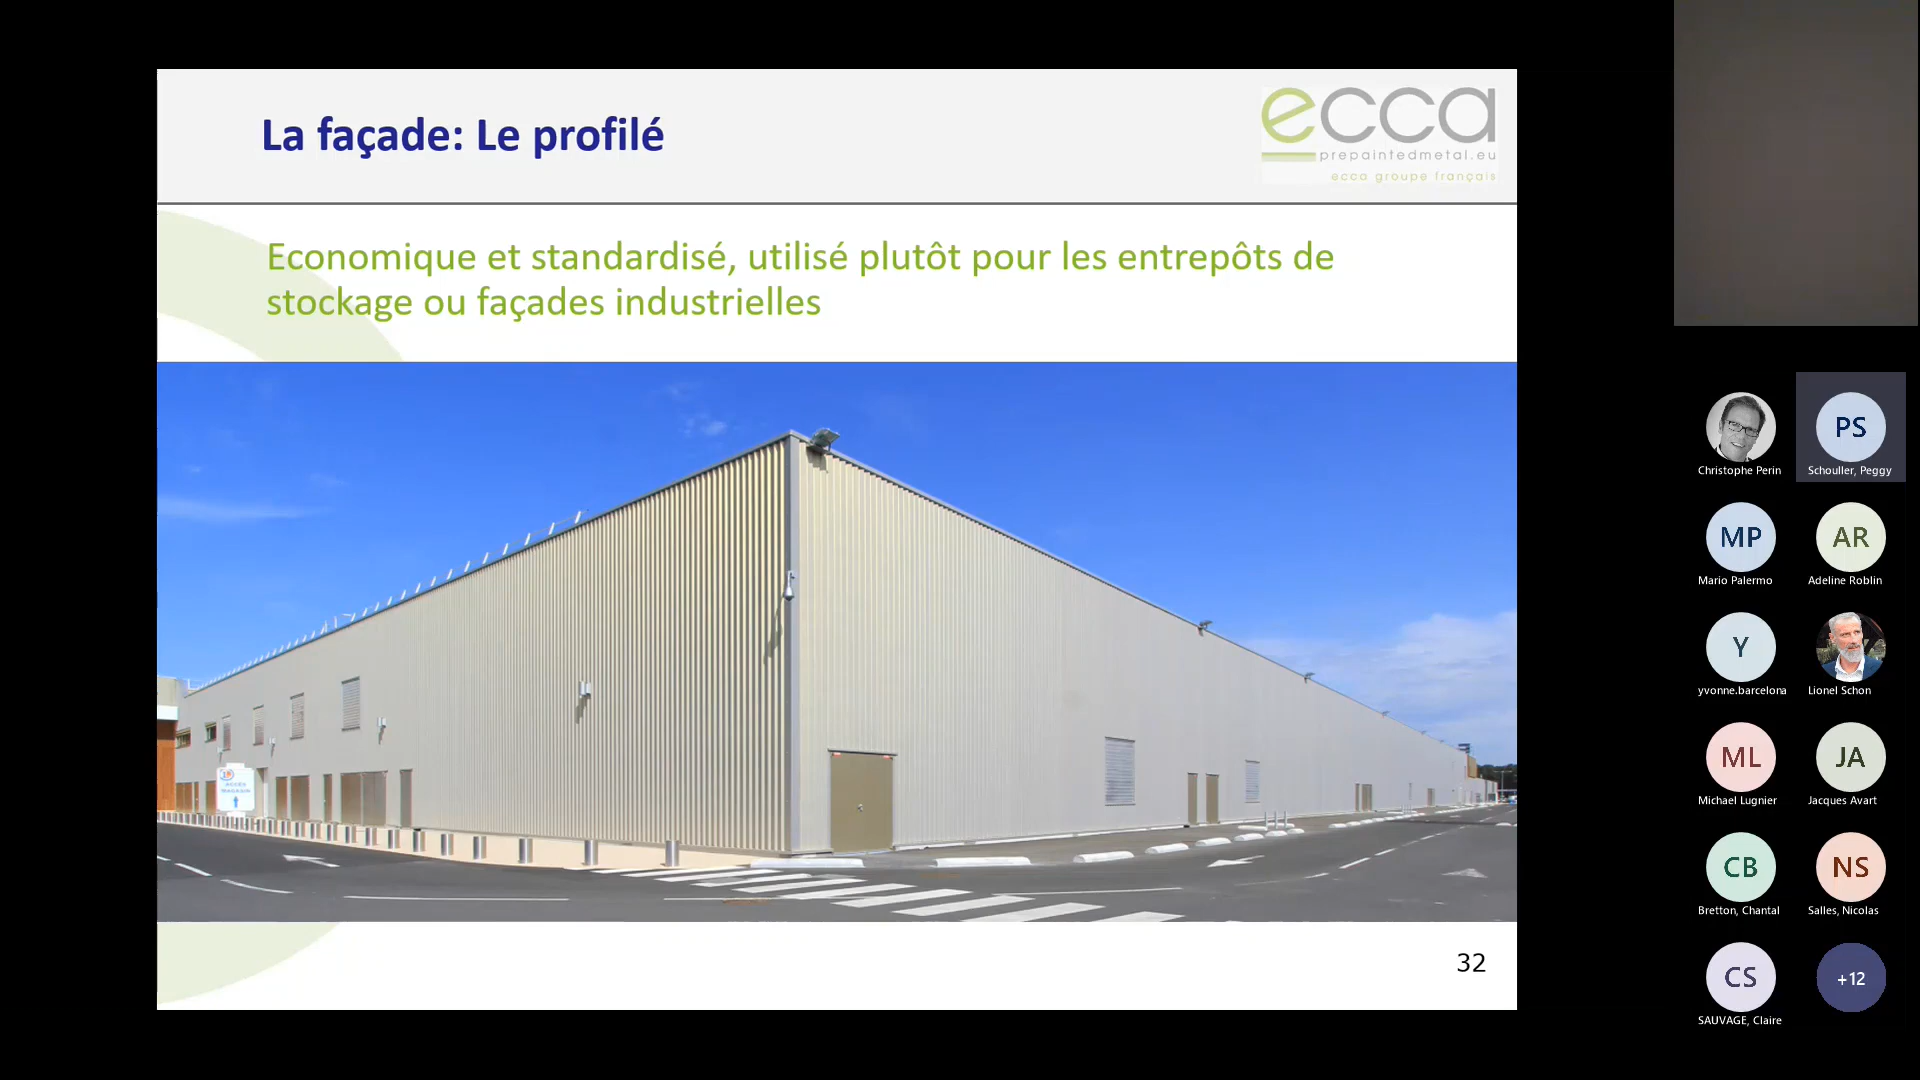 La façade: Le profilé
ecca
prepaintedmetal.eu
ecca groupe français
Economique et standardisé, utilisé plutôt pour les entrepôts de
stockage ou façades industrielles
ACCÈS
MAGASIN
32
Christophe Perin
PS
Schouller, Peggy
MP
Mario Palermo
AR
Adeline Roblin
Y
yvonne.barcelona
Lionel Schon
ML
Michael Lugnier
JA
Jacques Avart
CB
Bretton, Chantal
NS
Salles, Nicolas
CS
SAUVAGE, Claire
+12